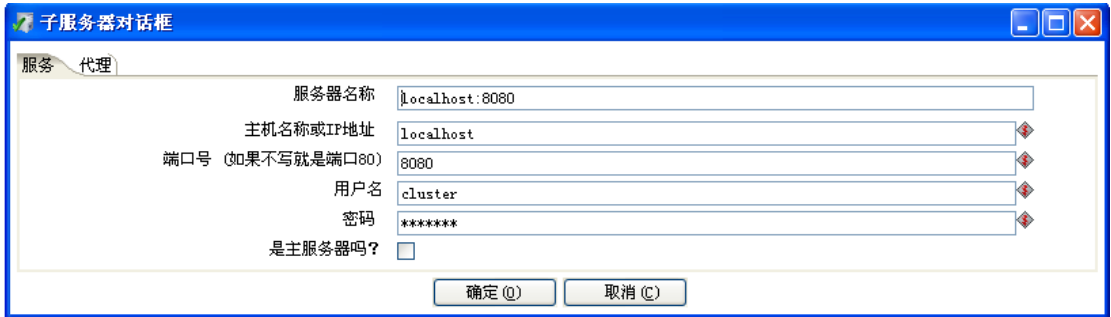 子服务器对话框
服务 代理
服务器名称 localhost:8080
主机名称或IP地址 localhost
端口号 (如果不写就是端口80) 8080
用户名 cluster
密码 *******
是主服务器吗?
确定(O) 取消(C)